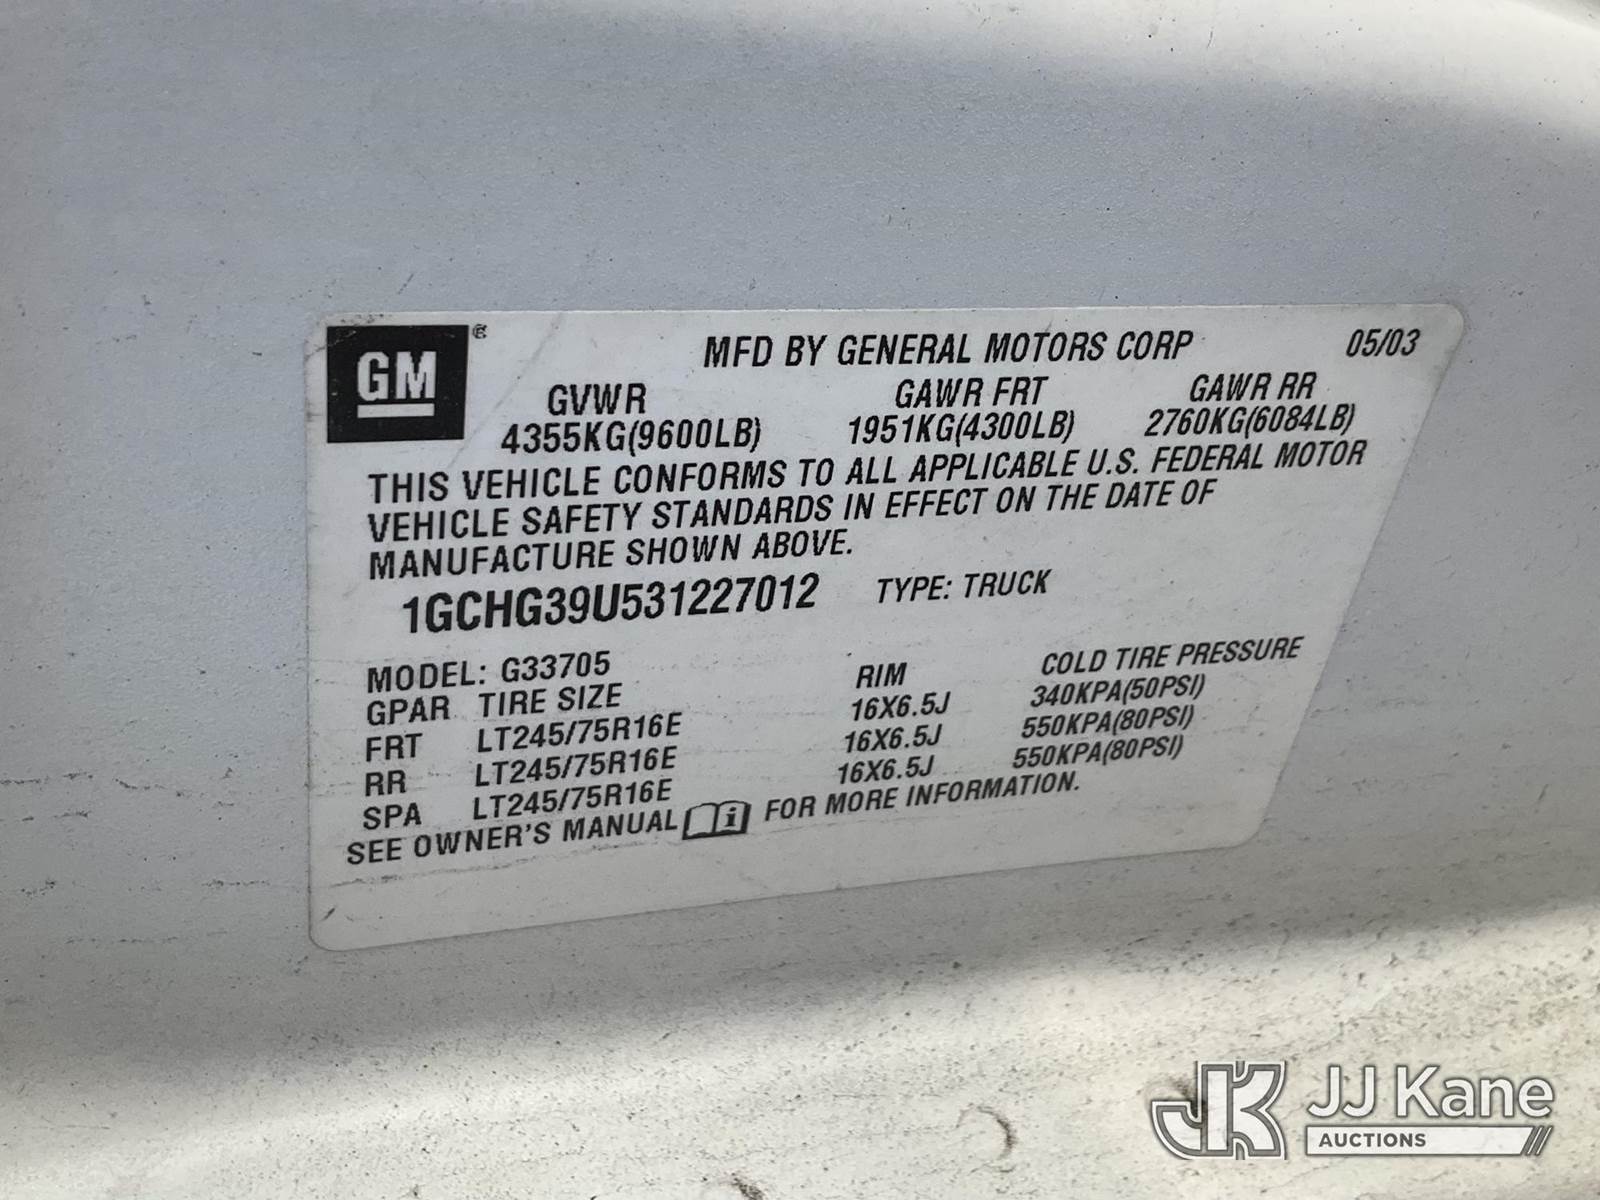 GM ®
MFD BY GENERAL MOTORS CORP 05/03
GVWR GAWR FRT GAWR RR
4355KG(9600LB) 1951KG(4300LB) 2760KG(6084LB)
THIS VEHICLE CONFORMS TO ALL APPLICABLE U.S. FEDERAL MOTOR
VEHICLE SAFETY STANDARDS IN EFFECT ON THE DATE OF
MANUFACTURE SHOWN ABOVE.
1GCHG39U531227012 TYPE: TRUCK
MODEL: G33705
GPAR TIRE SIZE RIM COLD TIRE PRESSURE
FRT LT245/75R16E 16X6.5J 340KPA(50PSI)
RR LT245/75R16E 16X6.5J 550KPA(80PSI)
SPA LT245/75R16E 16X6.5J 550KPA(80PSI)
SEE OWNER'S MANUAL i FOR MORE INFORMATION.
JK JJ Kane
AUCTIONS